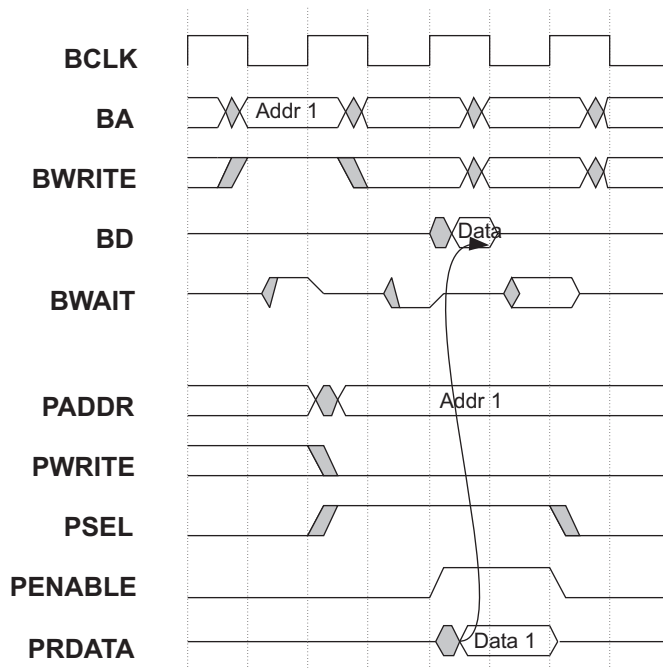 BCLK
BA Addr 1
BWRITE
BD Data
BWAIT
PADDR Addr 1
PWRITE
PSEL
PENABLE
PRDATA Data 1